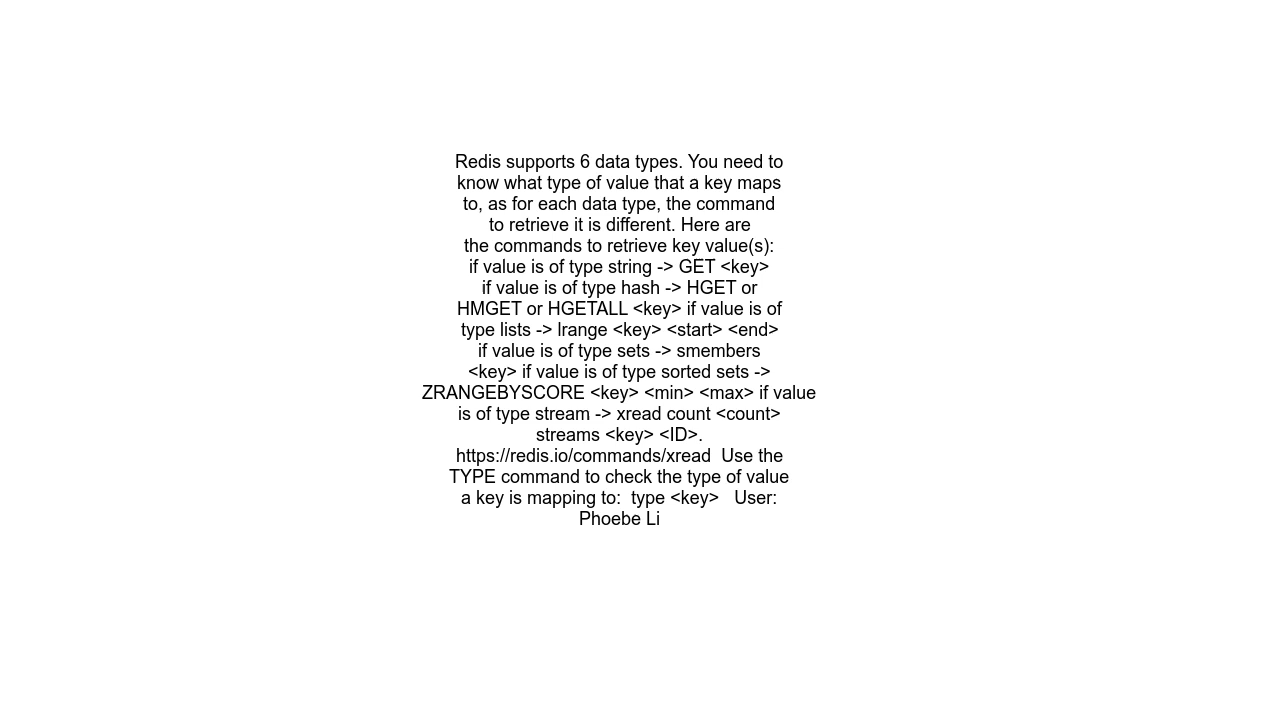 Redis supports 6 data types. You need to
know what type of value that a key maps
to, as for each data type, the command
to retrieve it is different. Here are
the commands to retrieve key value(s):
if value is of type string -> GET <key>
if value is of type hash -> HGET or
HMGET or HGETALL <key> if value is of
type lists -> lrange <key> <start> <end>
if value is of type sets -> smembers
<key> if value is of type sorted sets ->
ZRANGEBYSCORE <key> <min> <max> if value
is of type stream -> xread count <count>
streams <key> <ID>.
https://redis.io/commands/xread  Use the
TYPE command to check the type of value
a key is mapping to:  type <key>   User:
Phoebe Li